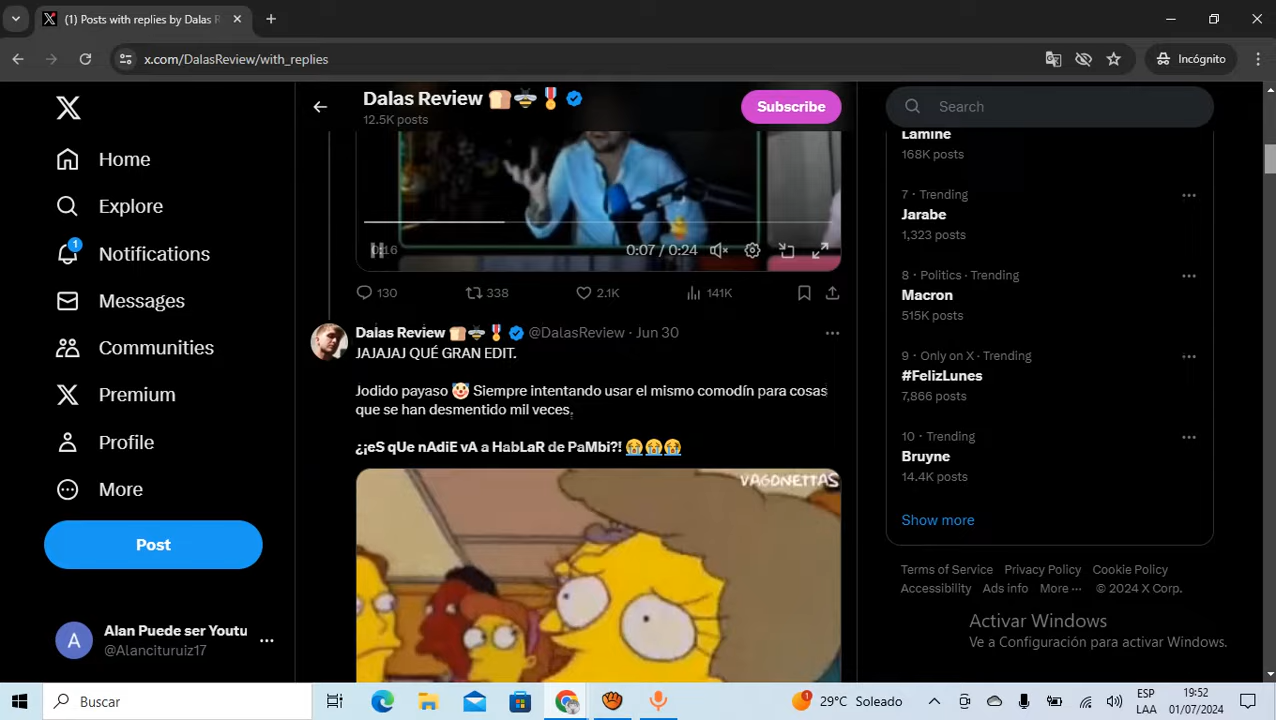 (1) Posts with replies by Dalas R
x.com/DalasReview/with_replies
Incógnito
Home
Explore
1
Notifications
Messages
Communities
Premium
Profile
More
Post
Alan Puede ser Youtu
@Alancituruiz17
Dalas Review
12.5K posts
Subscribe
0:07 / 0:24
130
338
2.1K
141K
Dalas Review @DalasReview · Jun 30
JAJAJAJ QUÉ GRAN EDIT.
Jodido payaso 🤡 Siempre intentando usar el mismo comodín para cosas
que se han desmentido mil veces.
¿¡eS qUe nAdiE vA a HabLaR de PaMbi?! 😭😭😭
VAGONETTAS
Search
Lamine
168K posts
7 · Trending
Jarabe
1,323 posts
8 · Politics · Trending
Macron
515K posts
9 · Only on X · Trending
#FelizLunes
7,866 posts
10 · Trending
Bruyne
14.4K posts
Show more
Terms of Service Privacy Policy Cookie Policy
Accessibility Ads info More ··· © 2024 X Corp.
Activar Windows
Ve a Configuración para activar Windows.
Buscar
1
29°C Soleado
ESP
LAA
19:52
01/07/2024